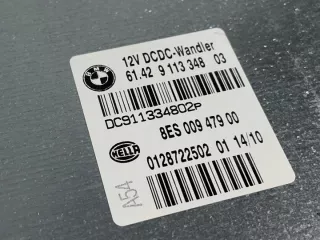 BMW
12V DCDC-Wandler
61.42 9 113 348 03
DC911334802P
8ES 009 479 00
HELLA
0128722502 01 14/10
A54